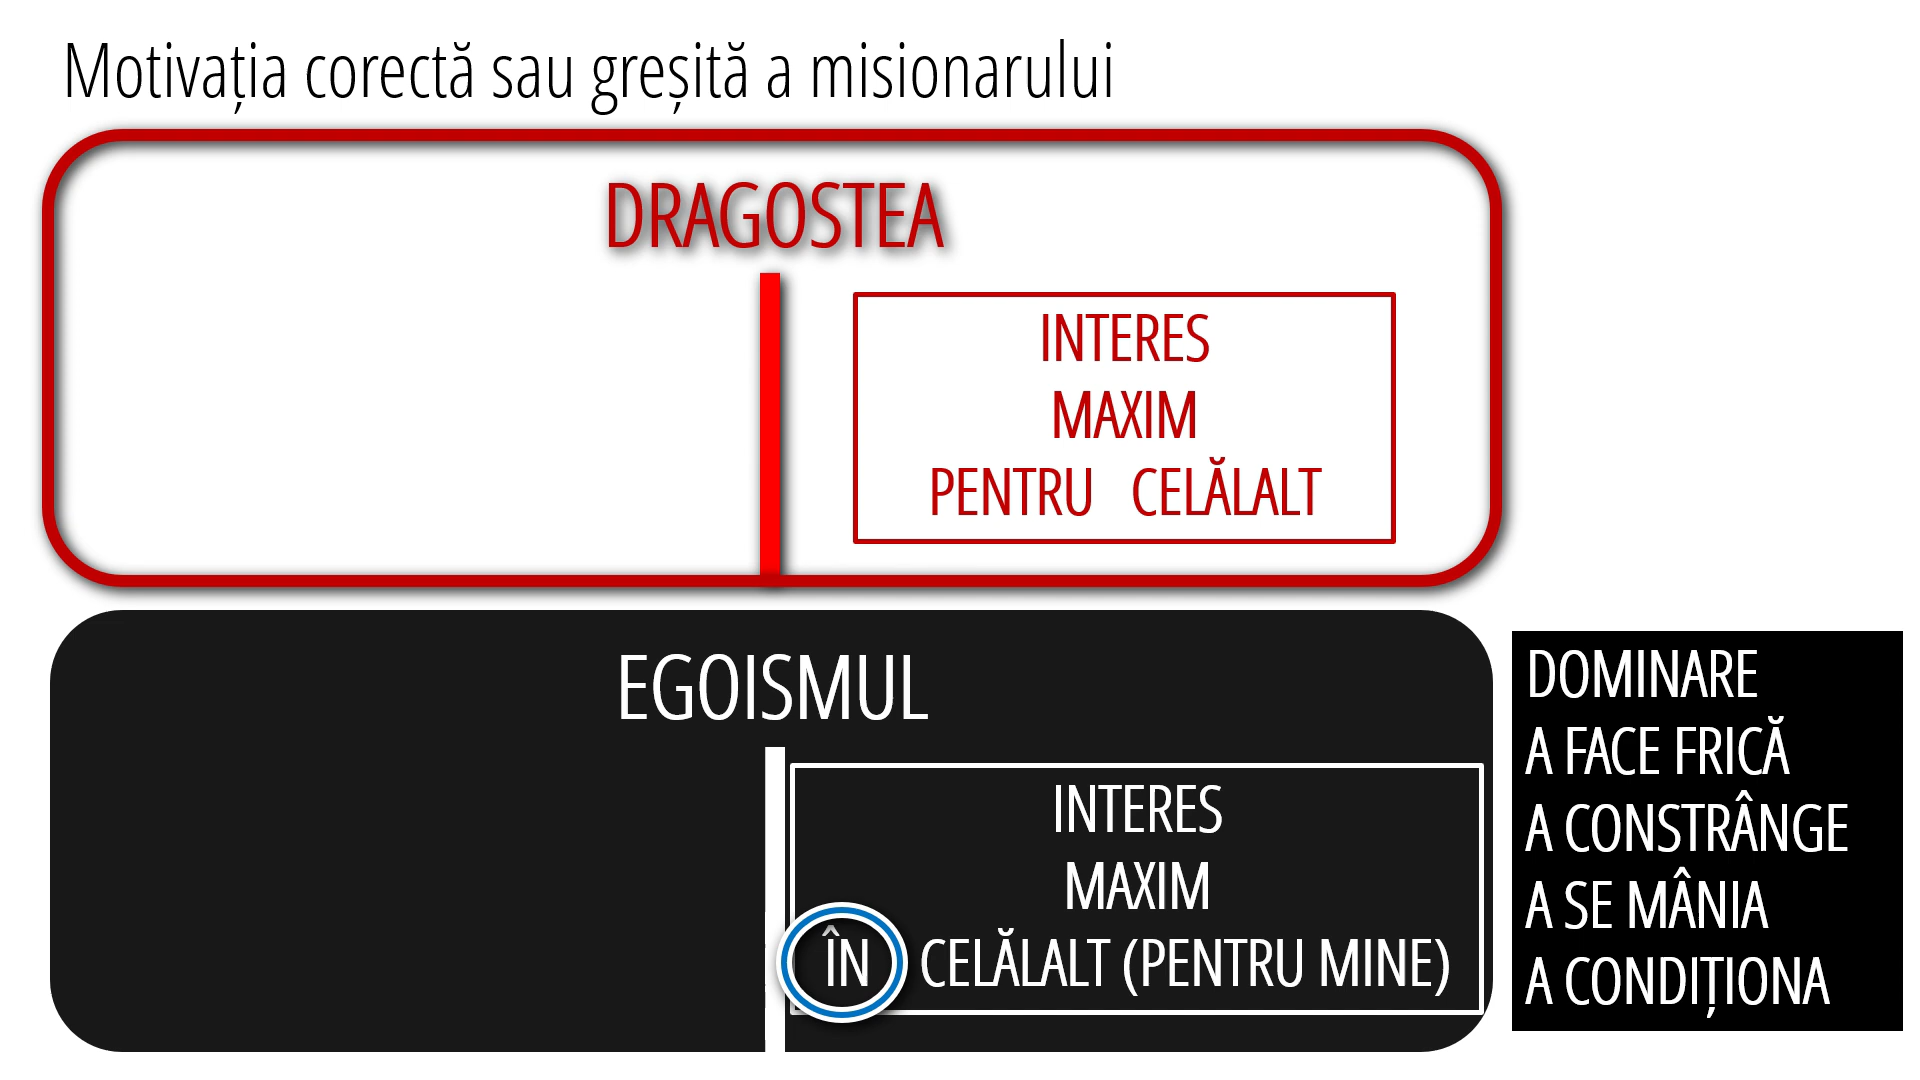 Motivația corectă sau greșită a misionarului
DRAGOSTEA
INTERES
MAXIM
PENTRU CELĂLALT
EGOISMUL
INTERES
MAXIM
ÎN CELĂLALT (PENTRU MINE)
DOMINARE
A FACE FRICĂ
A CONSTRÂNGE
A SE MÂNIA
A CONDIȚIONA